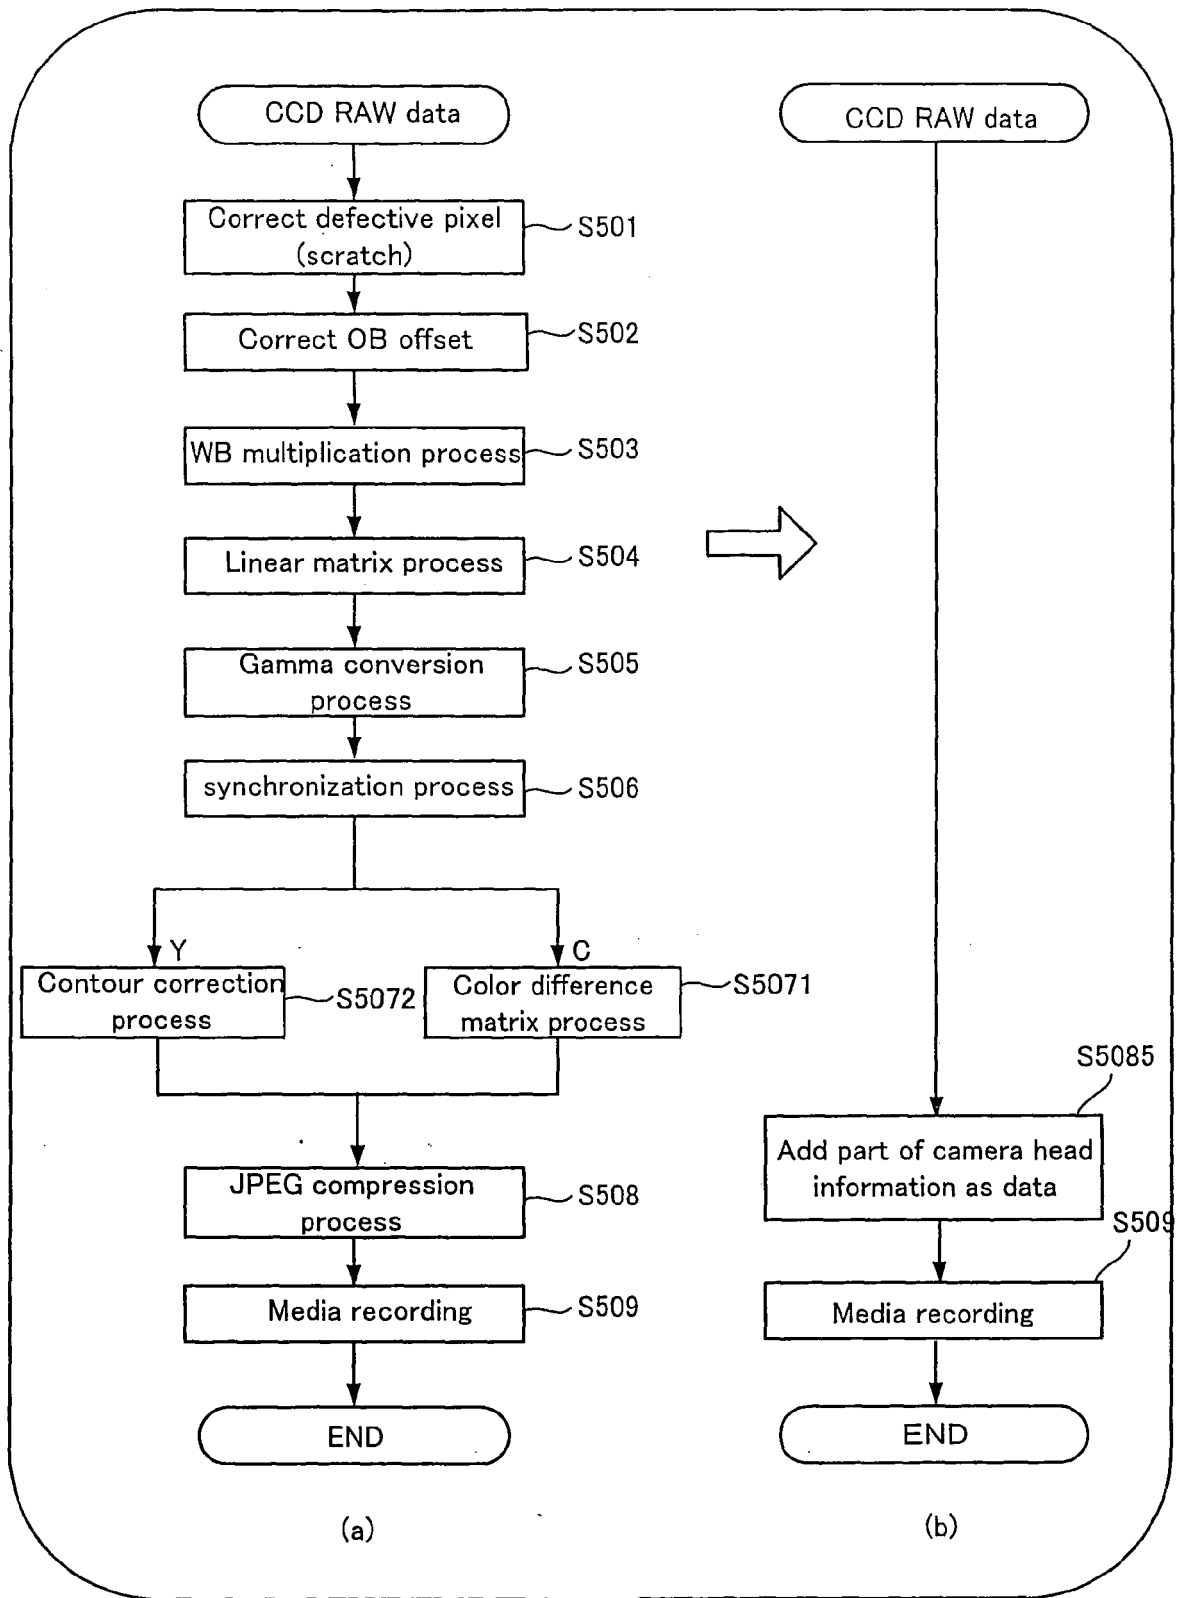 CCD RAW data
Correct defective pixel
(scratch)
S501
Correct OB offset
S502
WB multiplication process
S503
Linear matrix process
S504
Gamma conversion
process
S505
synchronization process
S506
Y
C
Contour correction
process
S5072
Color difference
matrix process
S5071
JPEG compression
process
S508
Media recording
S509
END
(a)
CCD RAW data
S5085
Add part of camera head
information as data
S509
Media recording
END
(b)